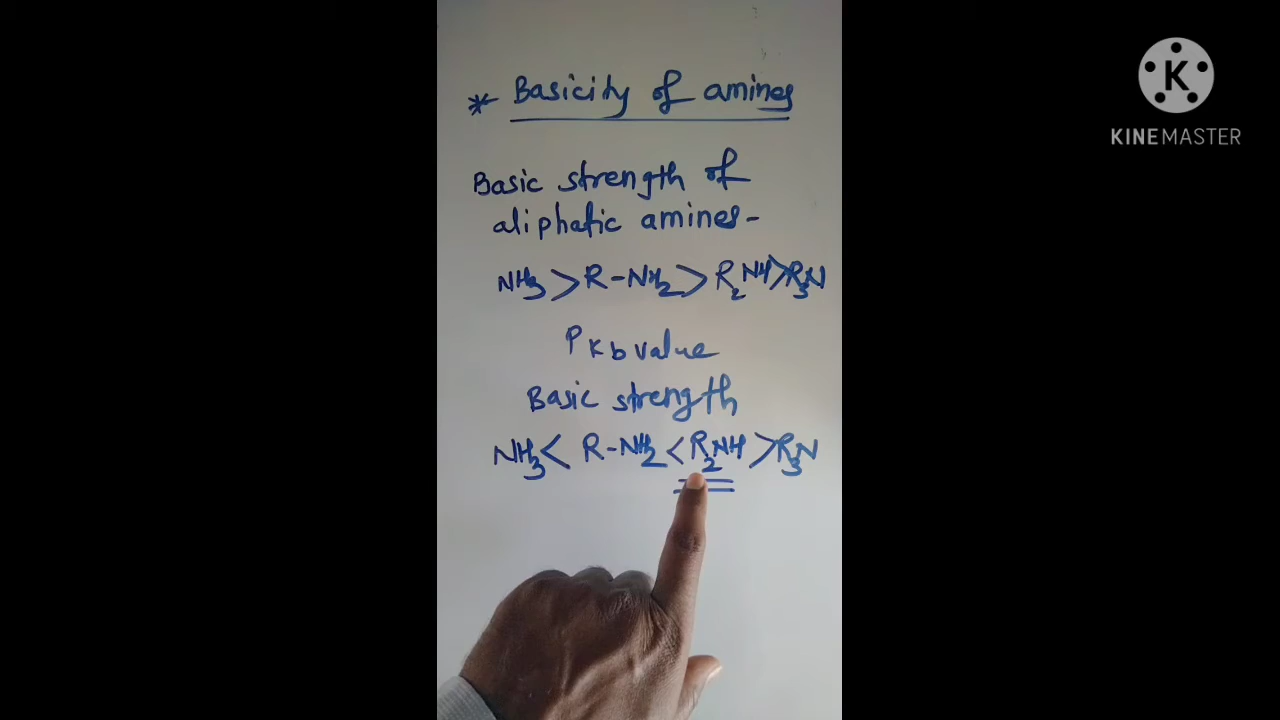 * Basicity of amines
Basic strength of
aliphatic amines-
NH3 > R-NH2 > R2NH > R3N
PKb value
Basic strength
NH3 < R-NH2 < R2NH > R3N
K
KINEMASTER